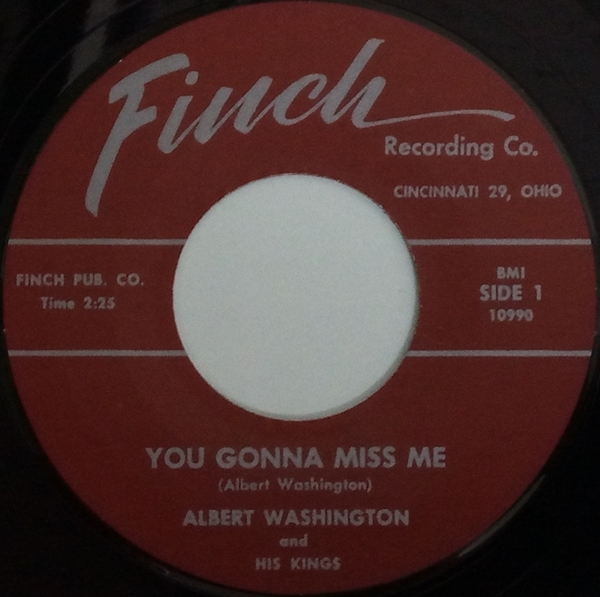 Finch
Recording Co.
CINCINNATI 29, OHIO
FINCH PUB. CO.
Time 2:25
BMI
SIDE 1
10990
YOU GONNA MISS ME
(Albert Washington)
ALBERT WASHINGTON
and
HIS KINGS